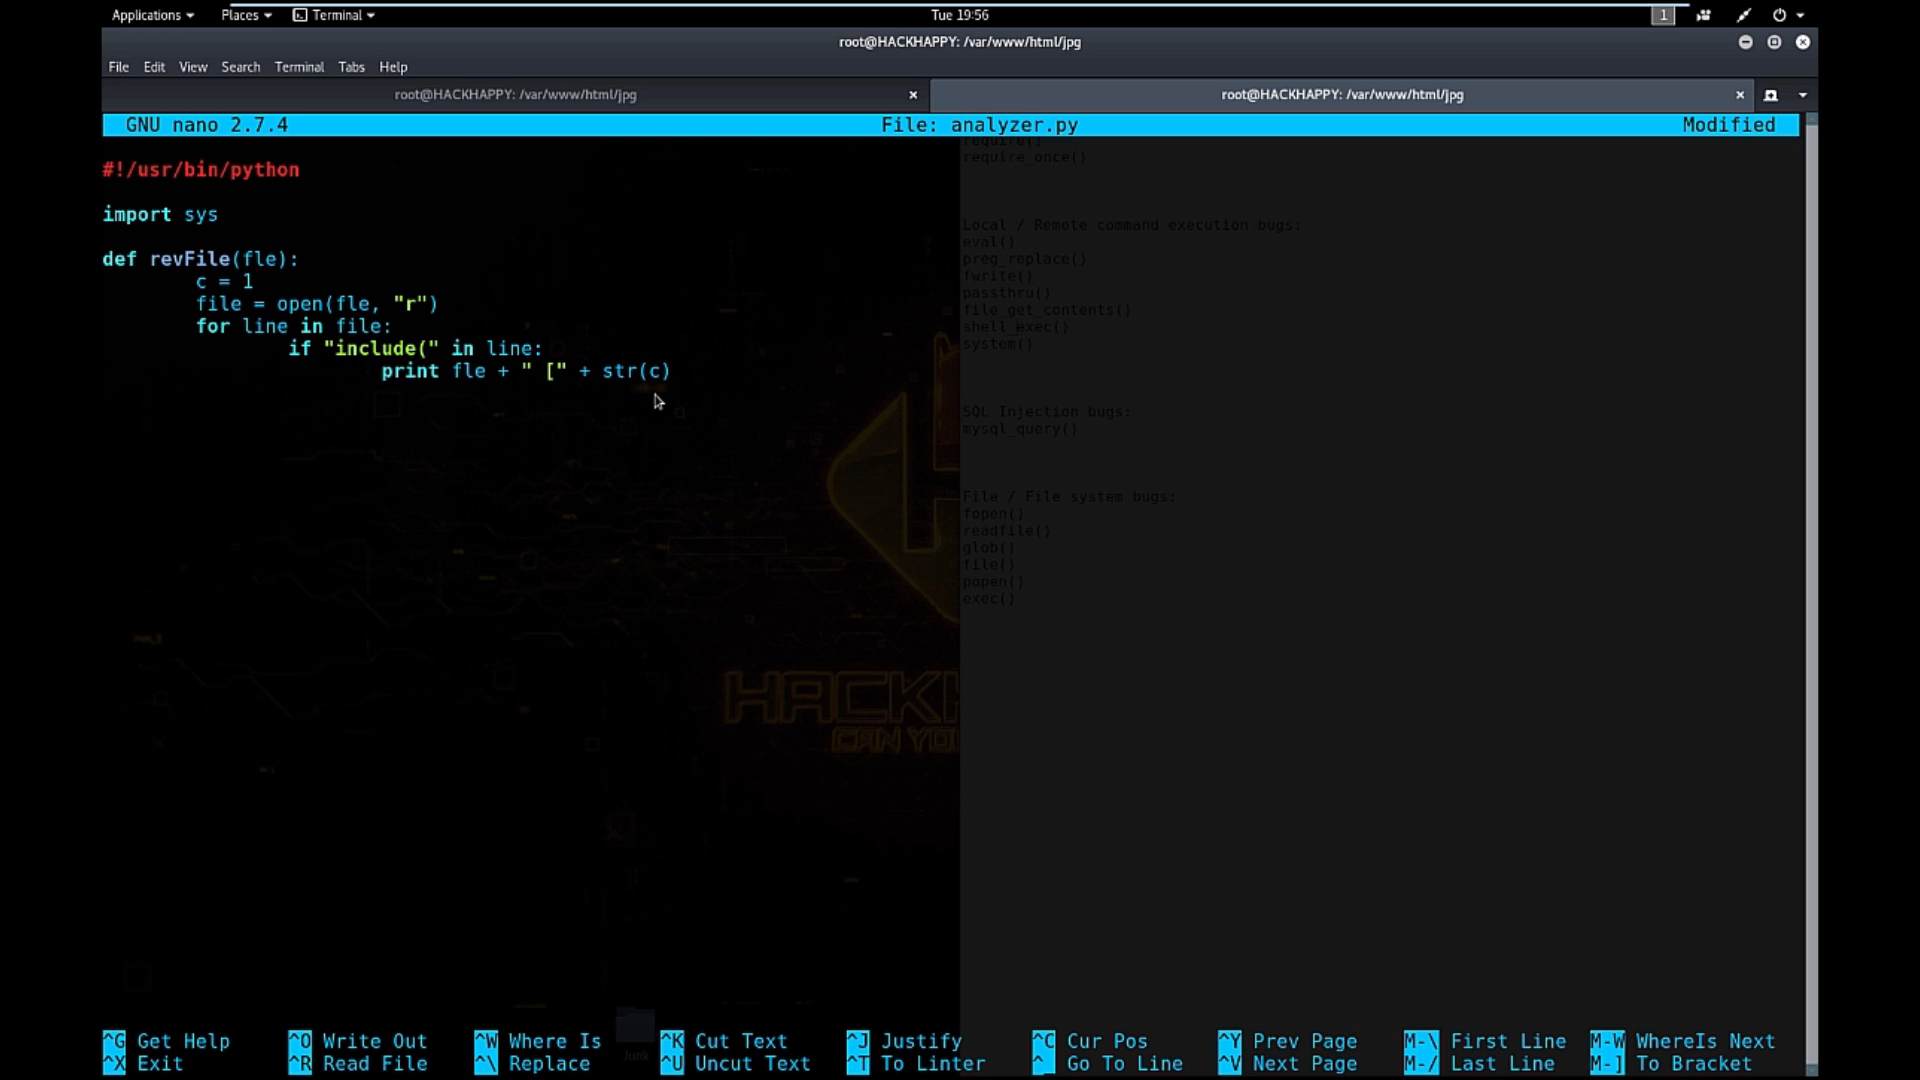 Applications Places Terminal Tue 19:56 1
root@HACKHAPPY: /var/www/html/jpg
File Edit View Search Terminal Tabs Help
root@HACKHAPPY: /var/www/html/jpg × root@HACKHAPPY: /var/www/html/jpg ×
GNU nano 2.7.4 File: analyzer.py Modified
#!/usr/bin/python
import sys
def revFile(fle):
c = 1
file = open(fle, "r")
for line in file:
if "include(" in line:
print fle + " [" + str(c)
require()
require_once()
Local / Remote command execution bugs:
eval()
preg_replace()
fwrite()
passthru()
file_get_contents()
shell_exec()
system()
SQL Injection bugs:
mysql_query()
File / File system bugs:
fopen()
readfile()
glob()
file()
popen()
exec()
HACKH
CAN YO
Junk
^G Get Help ^O Write Out ^W Where Is ^K Cut Text ^J Justify ^C Cur Pos ^Y Prev Page M-\ First Line M-W WhereIs Next
^X Exit ^R Read File ^\ Replace ^U Uncut Text ^T To Linter ^_ Go To Line ^V Next Page M-/ Last Line M-] To Bracket